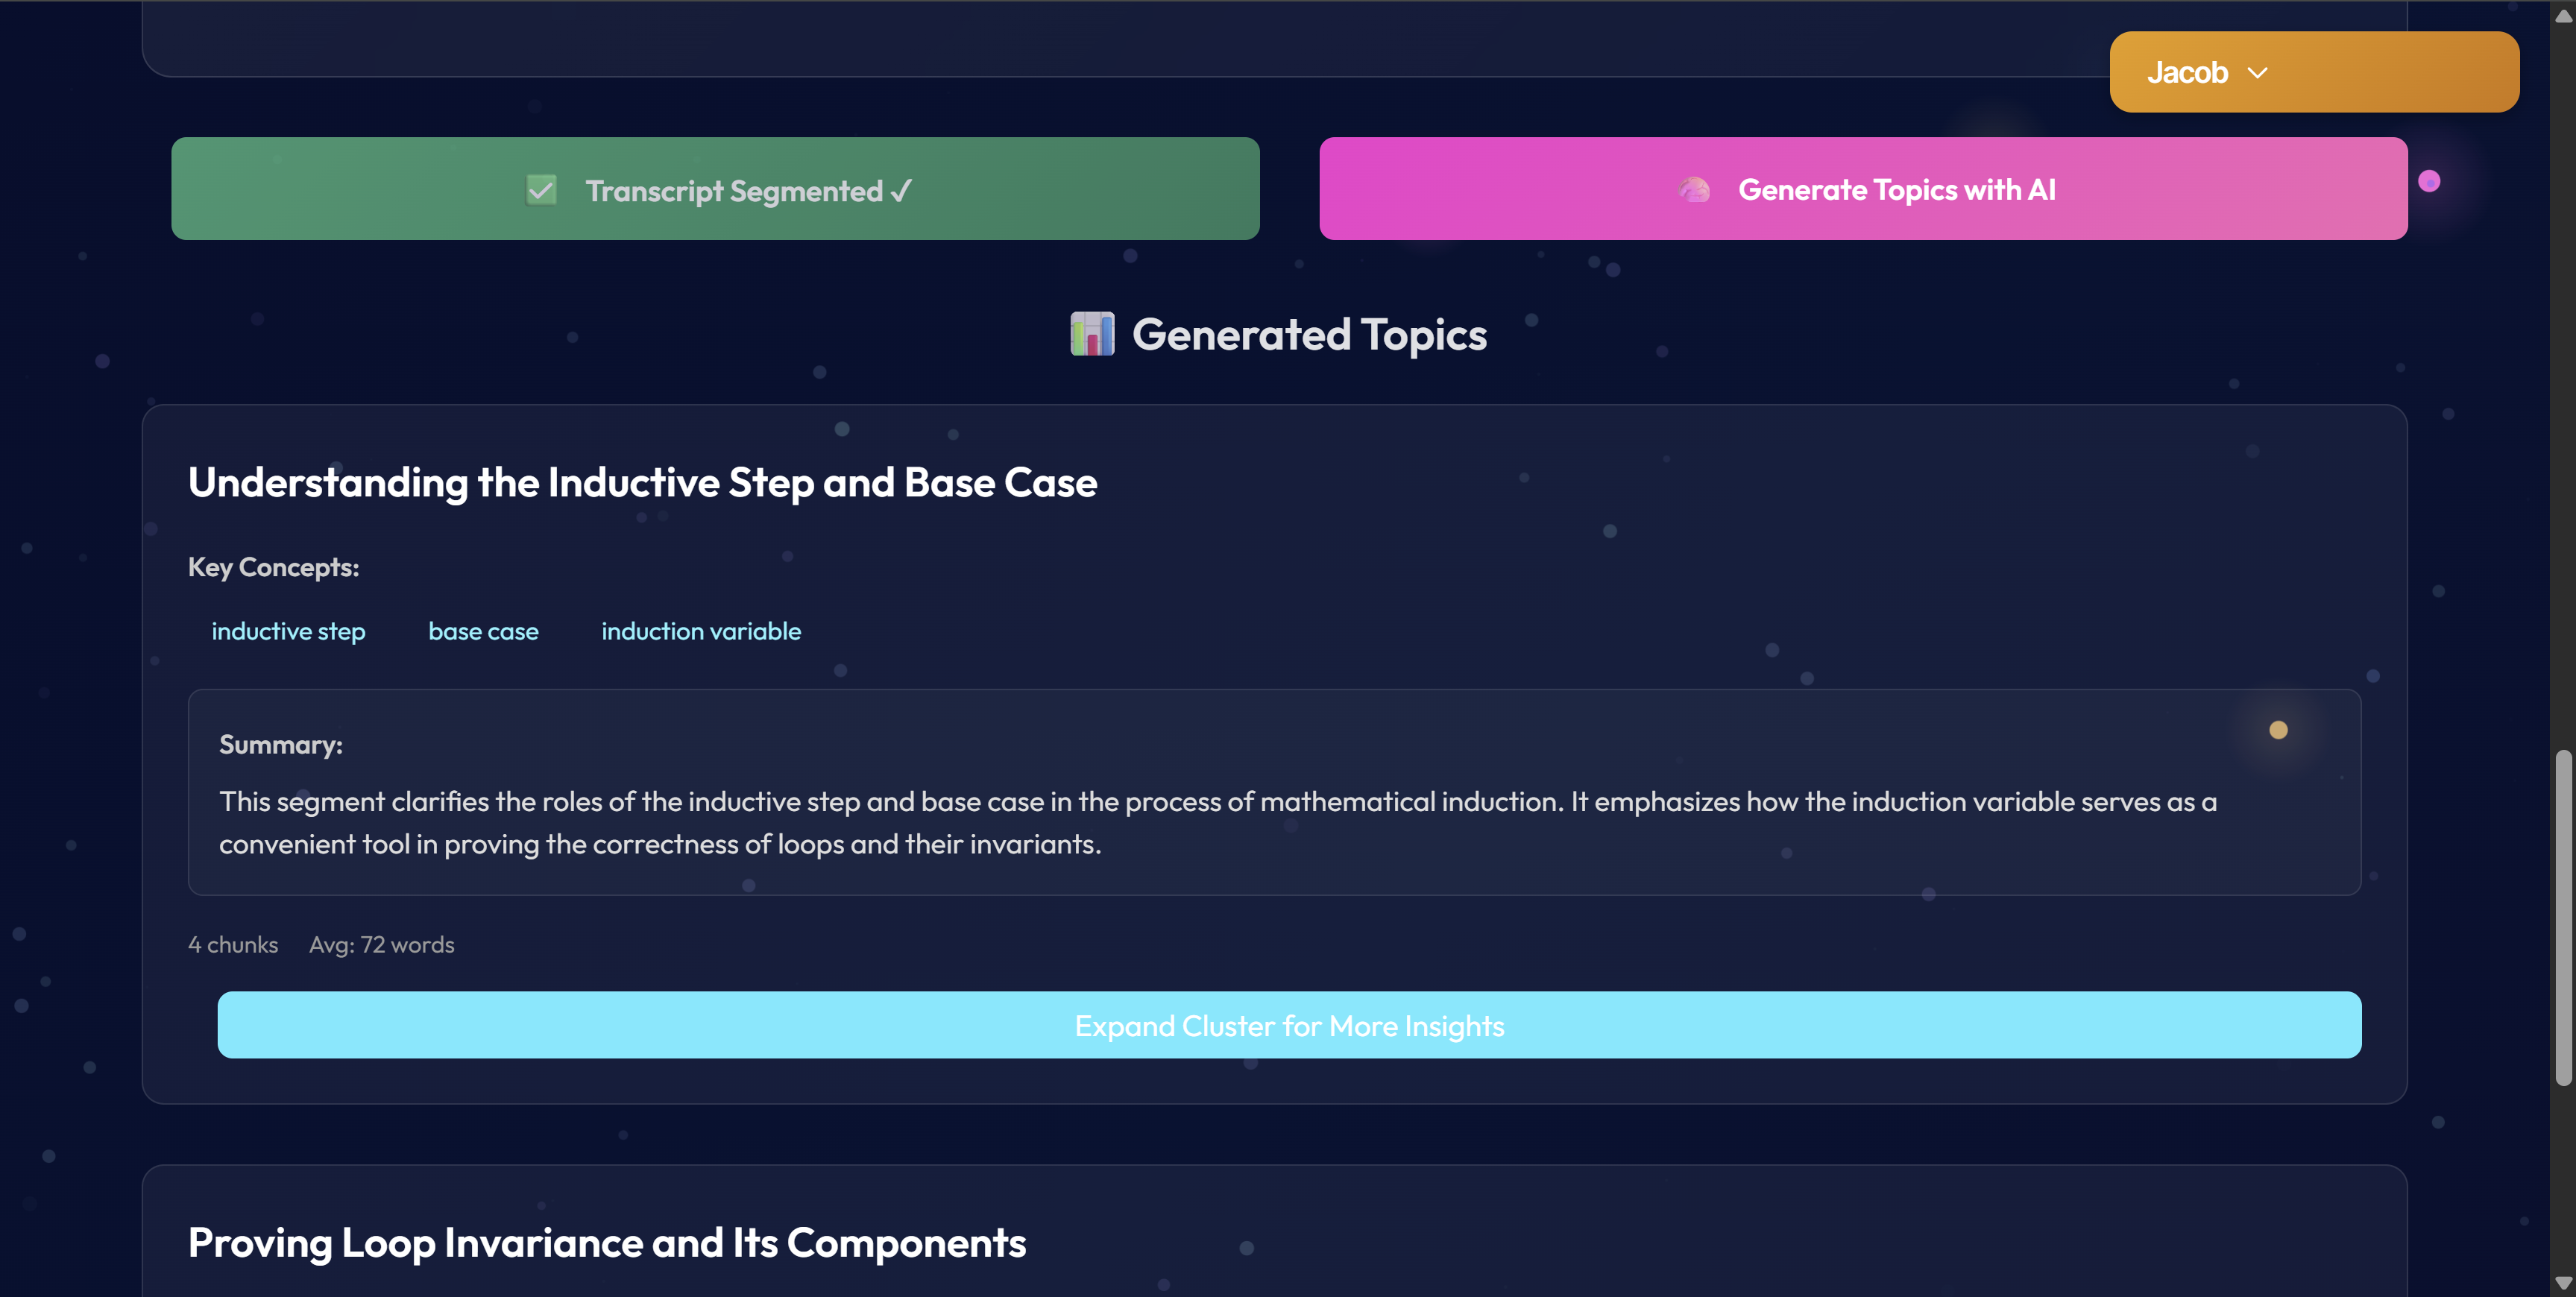 Jacob
Transcript Segmented ✓
Generate Topics with AI
Generated Topics
Understanding the Inductive Step and Base Case
Key Concepts:
inductive step base case induction variable
Summary:
This segment clarifies the roles of the inductive step and base case in the process of mathematical induction. It emphasizes how the induction variable serves as a
convenient tool in proving the correctness of loops and their invariants.
4 chunks Avg: 72 words
Expand Cluster for More Insights
Proving Loop Invariance and Its Components